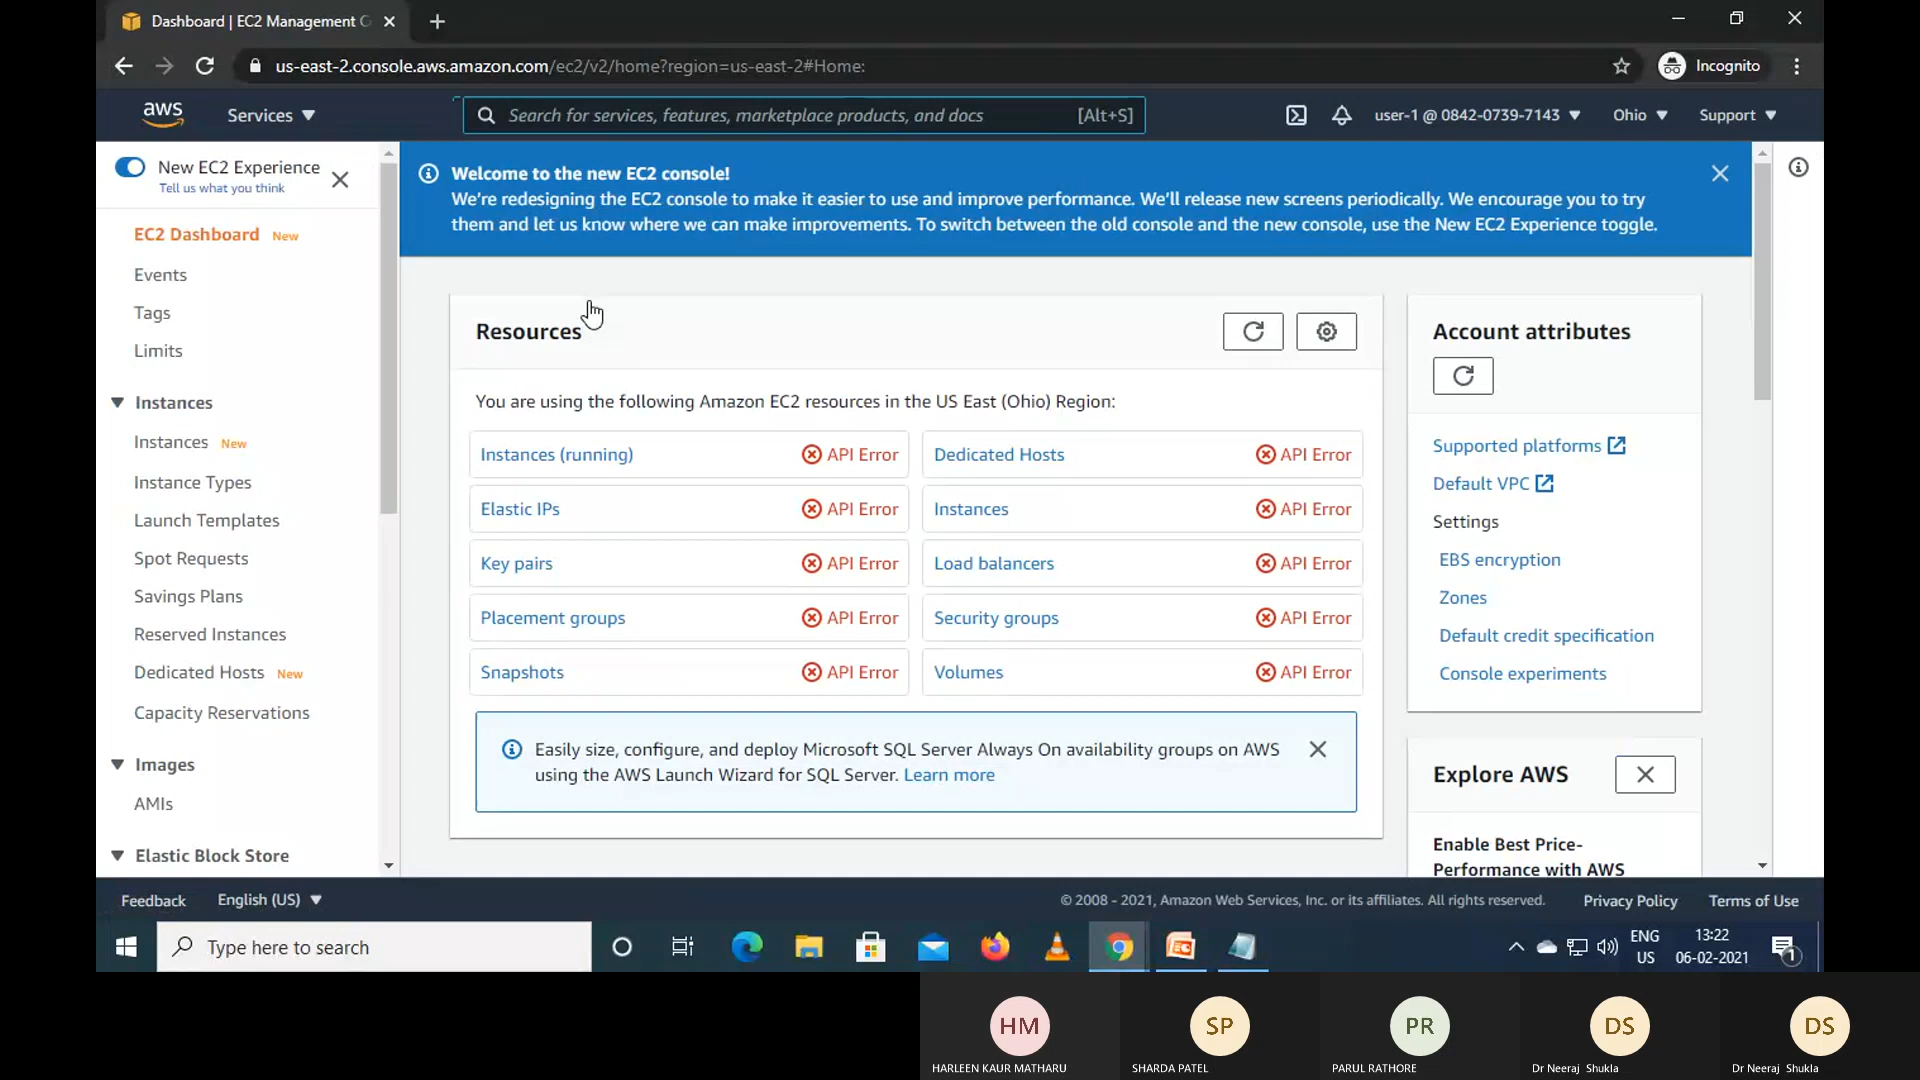 Dashboard | EC2 Management C
us-east-2.console.aws.amazon.com/ec2/v2/home?region=us-east-2#Home:
Incognito
aws
Services
Search for services, features, marketplace products, and docs
[Alt+S]
user-1 @ 0842-0739-7143
Ohio
Support
New EC2 Experience
Tell us what you think
EC2 Dashboard New
Events
Tags
Limits
Instances
Instances New
Instance Types
Launch Templates
Spot Requests
Savings Plans
Reserved Instances
Dedicated Hosts New
Capacity Reservations
Images
AMIs
Elastic Block Store
Welcome to the new EC2 console!
We're redesigning the EC2 console to make it easier to use and improve performance. We'll release new screens periodically. We encourage you to try
them and let us know where we can make improvements. To switch between the old console and the new console, use the New EC2 Experience toggle.
Resources
You are using the following Amazon EC2 resources in the US East (Ohio) Region:
Instances (running) API Error
Dedicated Hosts API Error
Elastic IPs API Error
Instances API Error
Key pairs API Error
Load balancers API Error
Placement groups API Error
Security groups API Error
Snapshots API Error
Volumes API Error
Easily size, configure, and deploy Microsoft SQL Server Always On availability groups on AWS
using the AWS Launch Wizard for SQL Server. Learn more
Account attributes
Supported platforms
Default VPC
Settings
EBS encryption
Zones
Default credit specification
Console experiments
Explore AWS
Enable Best Price-
Performance with AWS
Feedback
English (US)
© 2008 - 2021, Amazon Web Services, Inc. or its affiliates. All rights reserved.
Privacy Policy
Terms of Use
Type here to search
ENG
US
13:22
06-02-2021
1
HM
SP
PR
DS
DS
HARLEEN KAUR MATHARU
SHARDA PATEL
PARUL RATHORE
Dr Neeraj Shukla
Dr Neeraj Shukla